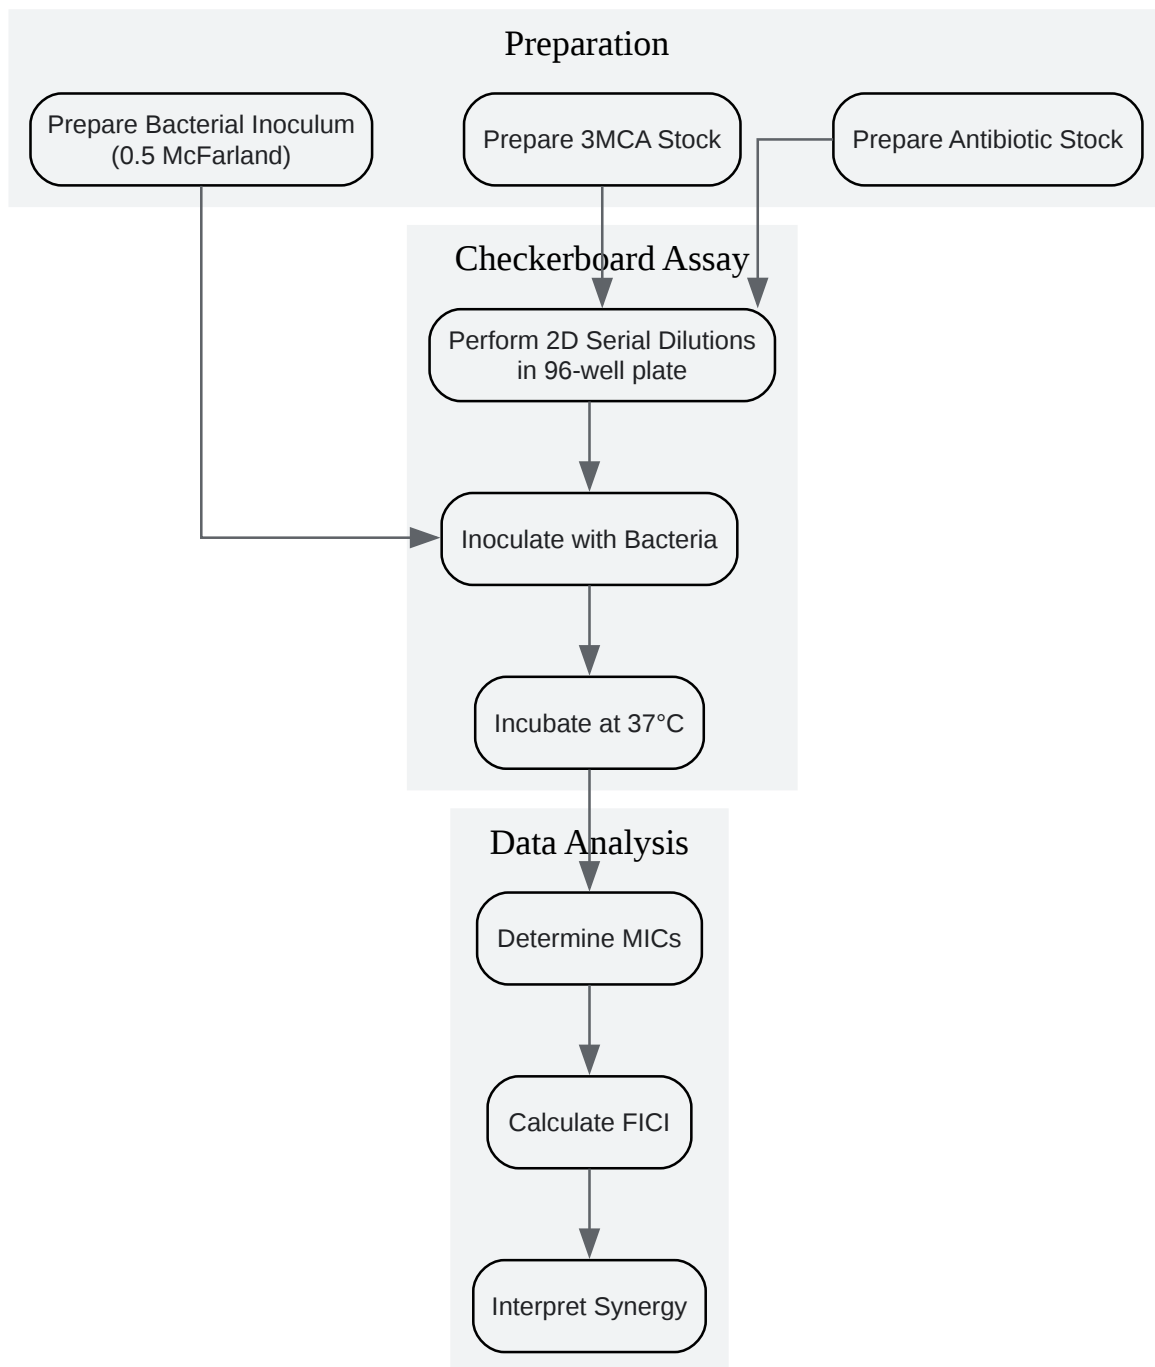 Preparation
Prepare Bacterial Inoculum
(0.5 McFarland)
Prepare 3MCA Stock
Prepare Antibiotic Stock
Checkerboard Assay
Perform 2D Serial Dilutions
in 96-well plate
Inoculate with Bacteria
Incubate at 37°C
Data Analysis
Determine MICs
Calculate FICI
Interpret Synergy